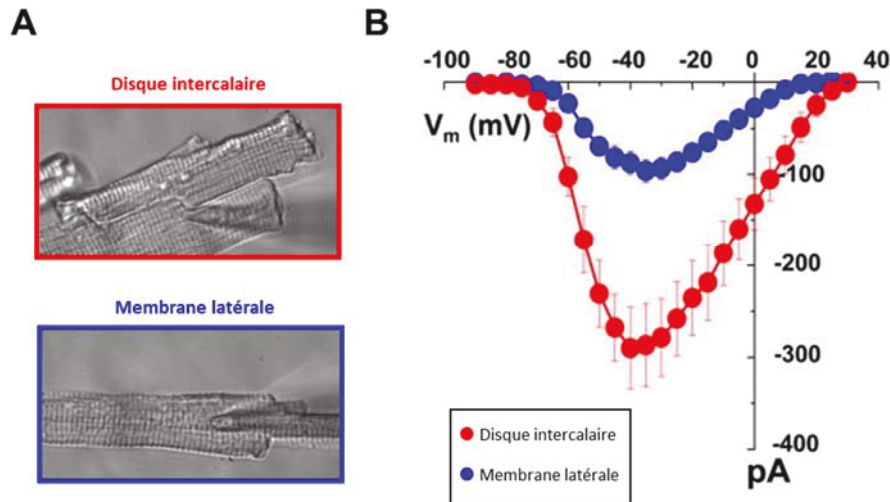 A
Disque intercalaire
Membrane latérale
B
-100 -80 -60 -40 -20 0 20 40
V_m (mV)
-100
-200
-300
-400
pA
Disque intercalaire
Membrane latérale